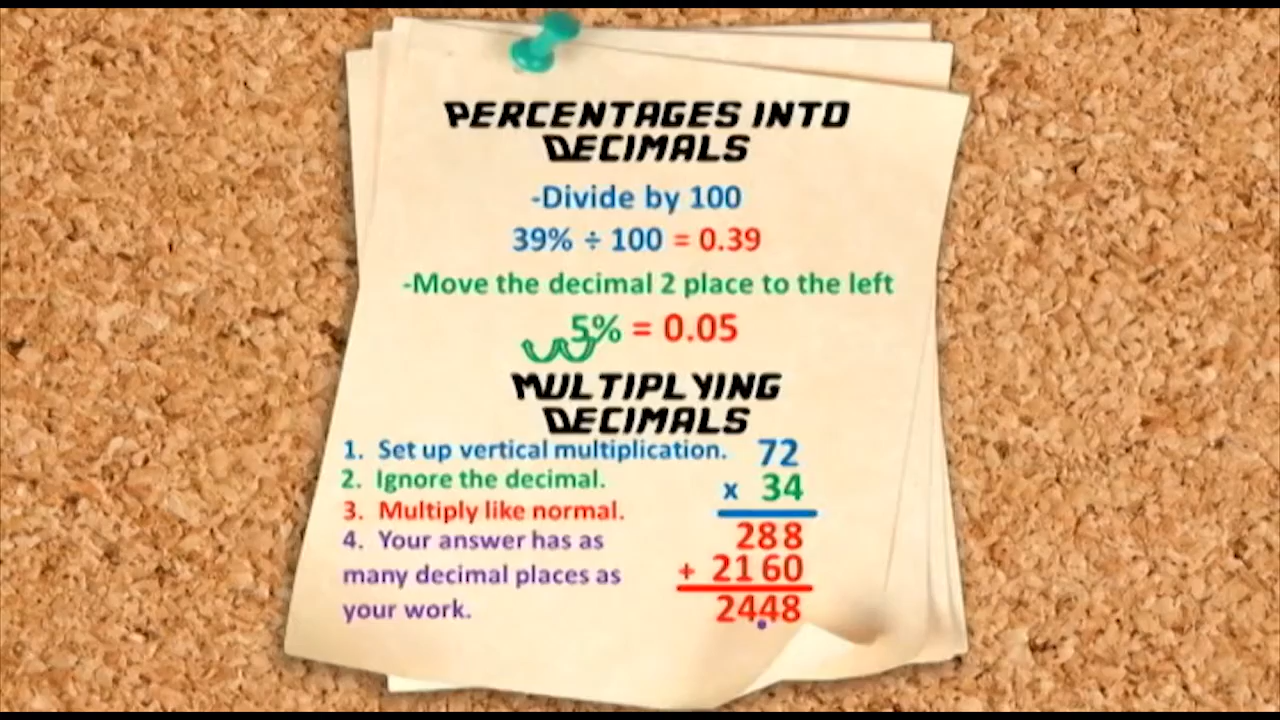 PERCENTAGES INTO
DECIMALS
-Divide by 100
39% ÷ 100 = 0.39
-Move the decimal 2 place to the left
5% = 0.05
MULTIPLYING
DECIMALS
1. Set up vertical multiplication.
2. Ignore the decimal.
3. Multiply like normal.
4. Your answer has as
many decimal places as
your work.
72
x 34
288
+ 2160
24.48